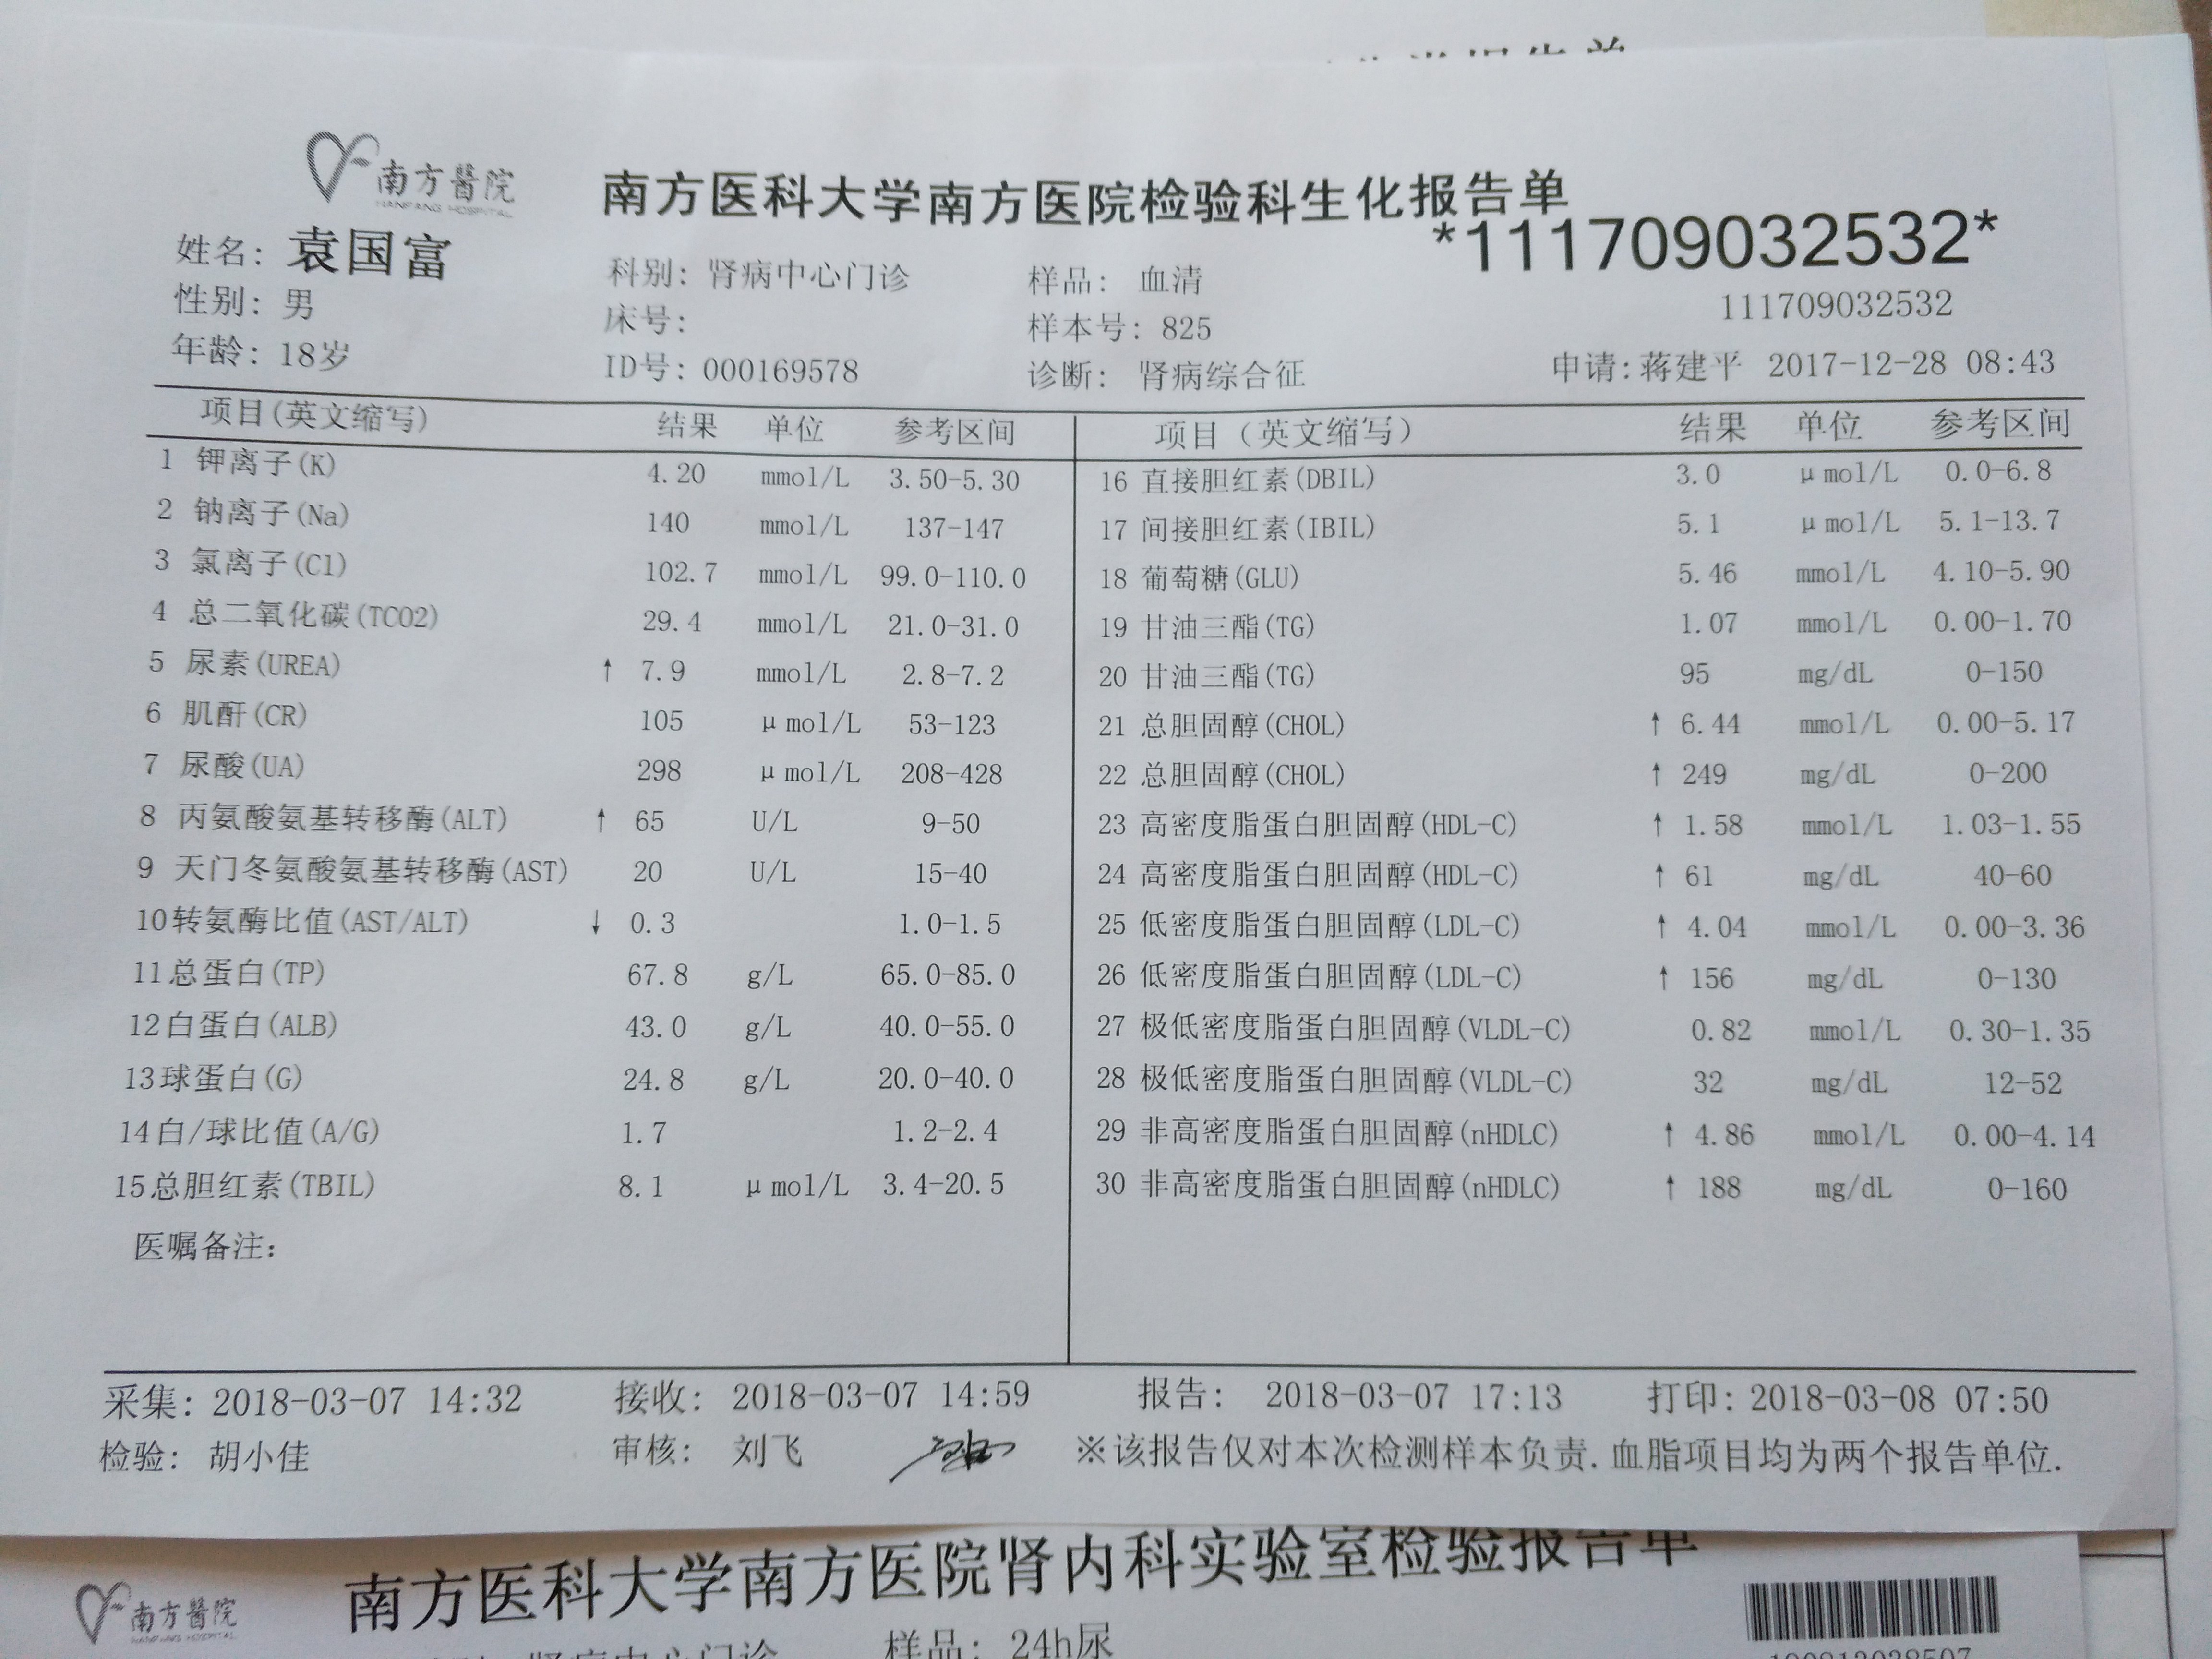 南方醫院
NANFANG HOSPITAL
南方医科大学南方医院检验科生化报告单
*111709032532*
111709032532
姓名: 袁国富
科别: 肾病中心门诊
样品: 血清
性别: 男
床号:
样本号: 825
年龄: 18岁
ID号: 000169578
诊断: 肾病综合征
申请:蒋建平 2017-12-28 08:43
项目(英文缩写) 结果 单位 参考区间
1 钾离子(K) 4.20 mmol/L 3.50-5.30
2 钠离子(Na) 140 mmol/L 137-147
3 氯离子(Cl) 102.7 mmol/L 99.0-110.0
4 总二氧化碳(TCO2) 29.4 mmol/L 21.0-31.0
5 尿素(UREA) ↑ 7.9 mmol/L 2.8-7.2
6 肌酐(CR) 105 μmol/L 53-123
7 尿酸(UA) 298 μmol/L 208-428
8 丙氨酸氨基转移酶(ALT) ↑ 65 U/L 9-50
9 天门冬氨酸氨基转移酶(AST) 20 U/L 15-40
10转氨酶比值(AST/ALT) ↓ 0.3 1.0-1.5
11总蛋白(TP) 67.8 g/L 65.0-85.0
12白蛋白(ALB) 43.0 g/L 40.0-55.0
13球蛋白(G) 24.8 g/L 20.0-40.0
14白/球比值(A/G) 1.7 1.2-2.4
15总胆红素(TBIL) 8.1 μmol/L 3.4-20.5
医嘱备注:
项目(英文缩写) 结果 单位 参考区间
16 直接胆红素(DBIL) 3.0 μmol/L 0.0-6.8
17 间接胆红素(IBIL) 5.1 μmol/L 5.1-13.7
18 葡萄糖(GLU) 5.46 mmol/L 4.10-5.90
19 甘油三酯(TG) 1.07 mmol/L 0.00-1.70
20 甘油三酯(TG) 95 mg/dL 0-150
21 总胆固醇(CHOL) ↑ 6.44 mmol/L 0.00-5.17
22 总胆固醇(CHOL) ↑ 249 mg/dL 0-200
23 高密度脂蛋白胆固醇(HDL-C) ↑ 1.58 mmol/L 1.03-1.55
24 高密度脂蛋白胆固醇(HDL-C) ↑ 61 mg/dL 40-60
25 低密度脂蛋白胆固醇(LDL-C) ↑ 4.04 mmol/L 0.00-3.36
26 低密度脂蛋白胆固醇(LDL-C) ↑ 156 mg/dL 0-130
27 极低密度脂蛋白胆固醇(VLDL-C) 0.82 mmol/L 0.30-1.35
28 极低密度脂蛋白胆固醇(VLDL-C) 32 mg/dL 12-52
29 非高密度脂蛋白胆固醇(nHDLC) ↑ 4.86 mmol/L 0.00-4.14
30 非高密度脂蛋白胆固醇(nHDLC) ↑ 188 mg/dL 0-160
采集: 2018-03-07 14:32 接收: 2018-03-07 14:59 报告: 2018-03-07 17:13 打印: 2018-03-08 07:50
检验: 胡小佳 审核: 刘飞 ※该报告仅对本次检测样本负责.血脂项目均为两个报告单位.
南方医科大学南方医院肾内科实验室检验报告单
南方醫院
NANFANG HOSPITAL
肾病中心门诊
样品: 24h尿